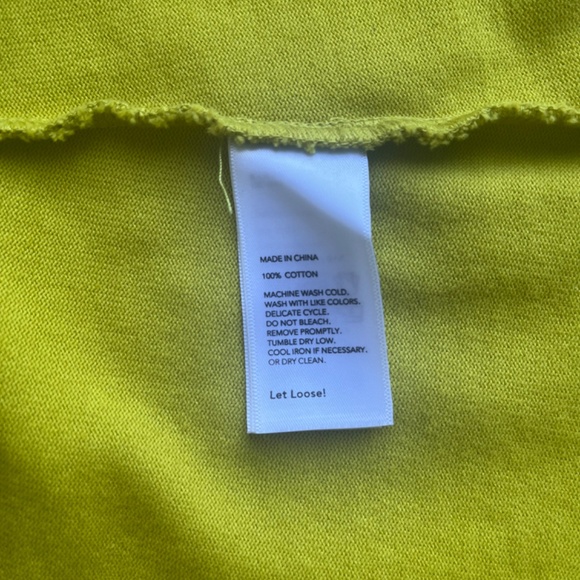 MADE IN CHINA
100% COTTON
MACHINE WASH COLD.
WASH WITH LIKE COLORS.
DELICATE CYCLE.
DO NOT BLEACH.
REMOVE PROMPTLY.
TUMBLE DRY LOW.
COOL IRON IF NECESSARY.
OR DRY CLEAN.
Let Loose!